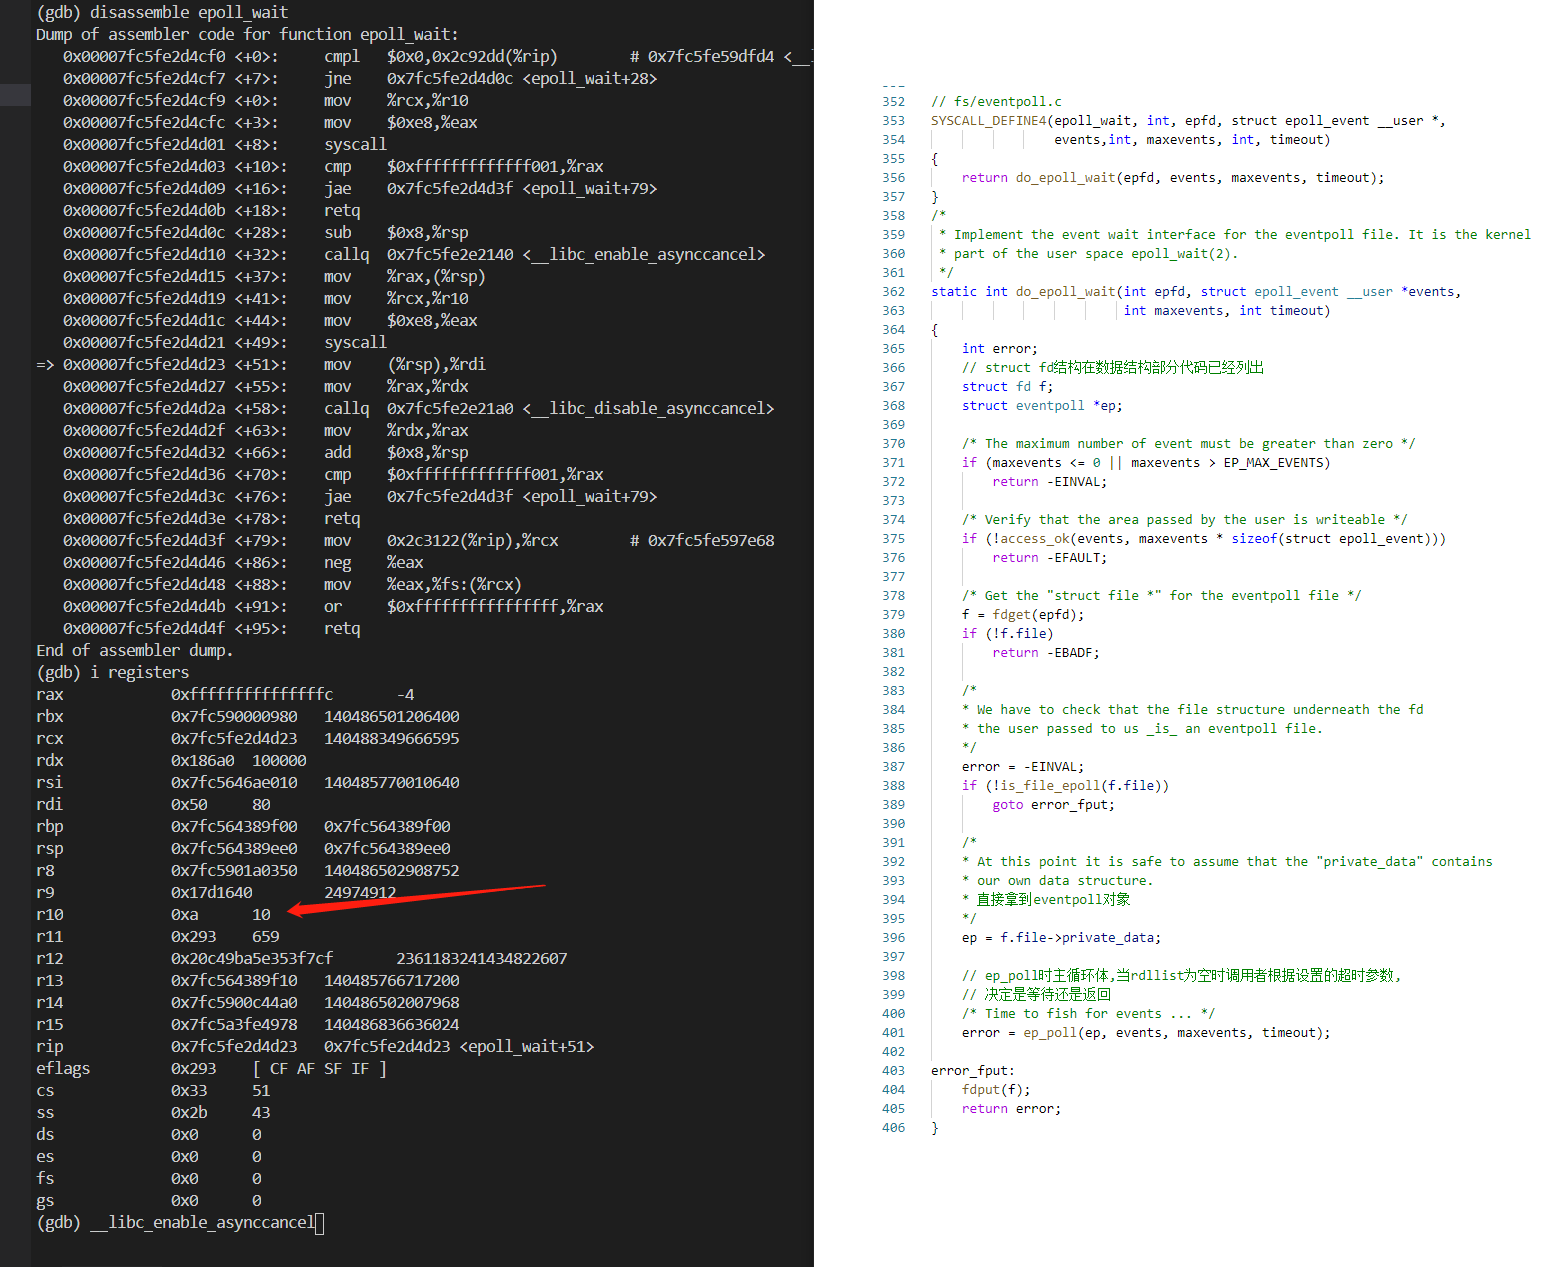 (gdb) disassemble epoll_wait
Dump of assembler code for function epoll_wait:
0x00007fc5fe2d4cf0 <+0>: cmpl $0x0,0x2c92dd(%rip) # 0x7fc5fe59dfd4 <__
0x00007fc5fe2d4cf7 <+7>: jne 0x7fc5fe2d4d0c <epoll_wait+28>
0x00007fc5fe2d4cf9 <+0>: mov %rcx,%r10
0x00007fc5fe2d4cfc <+3>: mov $0xe8,%eax
0x00007fc5fe2d4d01 <+8>: syscall
0x00007fc5fe2d4d03 <+10>: cmp $0xfffffffffffff001,%rax
0x00007fc5fe2d4d09 <+16>: jae 0x7fc5fe2d4d3f <epoll_wait+79>
0x00007fc5fe2d4d0b <+18>: retq
0x00007fc5fe2d4d0c <+28>: sub $0x8,%rsp
0x00007fc5fe2d4d10 <+32>: callq 0x7fc5fe2e2140 <__libc_enable_asynccancel>
0x00007fc5fe2d4d15 <+37>: mov %rax,(%rsp)
0x00007fc5fe2d4d19 <+41>: mov %rcx,%r10
0x00007fc5fe2d4d1c <+44>: mov $0xe8,%eax
0x00007fc5fe2d4d21 <+49>: syscall
=> 0x00007fc5fe2d4d23 <+51>: mov (%rsp),%rdi
0x00007fc5fe2d4d27 <+55>: mov %rax,%rdx
0x00007fc5fe2d4d2a <+58>: callq 0x7fc5fe2e21a0 <__libc_disable_asynccancel>
0x00007fc5fe2d4d2f <+63>: mov %rdx,%rax
0x00007fc5fe2d4d32 <+66>: add $0x8,%rsp
0x00007fc5fe2d4d36 <+70>: cmp $0xfffffffffffff001,%rax
0x00007fc5fe2d4d3c <+76>: jae 0x7fc5fe2d4d3f <epoll_wait+79>
0x00007fc5fe2d4d3e <+78>: retq
0x00007fc5fe2d4d3f <+79>: mov 0x2c3122(%rip),%rcx # 0x7fc5fe597e68
0x00007fc5fe2d4d46 <+86>: neg %eax
0x00007fc5fe2d4d48 <+88>: mov %eax,%fs:(%rcx)
0x00007fc5fe2d4d4b <+91>: or $0xffffffffffffffff,%rax
0x00007fc5fe2d4d4f <+95>: retq
End of assembler dump.
(gdb) i registers
rax 0xfffffffffffffffc -4
rbx 0x7fc590000980 140486501206400
rcx 0x7fc5fe2d4d23 140488349666595
rdx 0x186a0 100000
rsi 0x7fc5646ae010 140485770010640
rdi 0x50 80
rbp 0x7fc564389f00 0x7fc564389f00
rsp 0x7fc564389ee0 0x7fc564389ee0
r8 0x7fc5901a0350 140486502908752
r9 0x17d1640 24974912
r10 0xa 10
r11 0x293 659
r12 0x20c49ba5e353f7cf 2361183241434822607
r13 0x7fc564389f10 140485766717200
r14 0x7fc5900c44a0 140486502007968
r15 0x7fc5a3fe4978 140486836636024
rip 0x7fc5fe2d4d23 0x7fc5fe2d4d23 <epoll_wait+51>
eflags 0x293 [ CF AF SF IF ]
cs 0x33 51
ss 0x2b 43
ds 0x0 0
es 0x0 0
fs 0x0 0
gs 0x0 0
(gdb) __libc_enable_asynccancel
352 // fs/eventpoll.c
353 SYSCALL_DEFINE4(epoll_wait, int, epfd, struct epoll_event __user *,
354 events,int, maxevents, int, timeout)
355 {
356 return do_epoll_wait(epfd, events, maxevents, timeout);
357 }
358 /*
359 * Implement the event wait interface for the eventpoll file. It is the kernel
360 * part of the user space epoll_wait(2).
361 */
362 static int do_epoll_wait(int epfd, struct epoll_event __user *events,
363 int maxevents, int timeout)
364 {
365 int error;
366 // struct fd结构在数据结构部分代码已经列出
367 struct fd f;
368 struct eventpoll *ep;
369
370 /* The maximum number of event must be greater than zero */
371 if (maxevents <= 0 || maxevents > EP_MAX_EVENTS)
372 return -EINVAL;
373
374 /* Verify that the area passed by the user is writeable */
375 if (!access_ok(events, maxevents * sizeof(struct epoll_event)))
376 return -EFAULT;
377
378 /* Get the "struct file *" for the eventpoll file */
379 f = fdget(epfd);
380 if (!f.file)
381 return -EBADF;
382
383 /*
384 * We have to check that the file structure underneath the fd
385 * the user passed to us _is_ an eventpoll file.
386 */
387 error = -EINVAL;
388 if (!is_file_epoll(f.file))
389 goto error_fput;
390
391 /*
392 * At this point it is safe to assume that the "private_data" contains
393 * our own data structure.
394 * 直接拿到eventpoll对象
395 */
396 ep = f.file->private_data;
397
398 // ep_poll时主循环体,当rdllist为空时调用者根据设置的超时参数,
399 // 决定是等待还是返回
400 /* Time to fish for events ... */
401 error = ep_poll(ep, events, maxevents, timeout);
402
403 error_fput:
404 fdput(f);
405 return error;
406 }